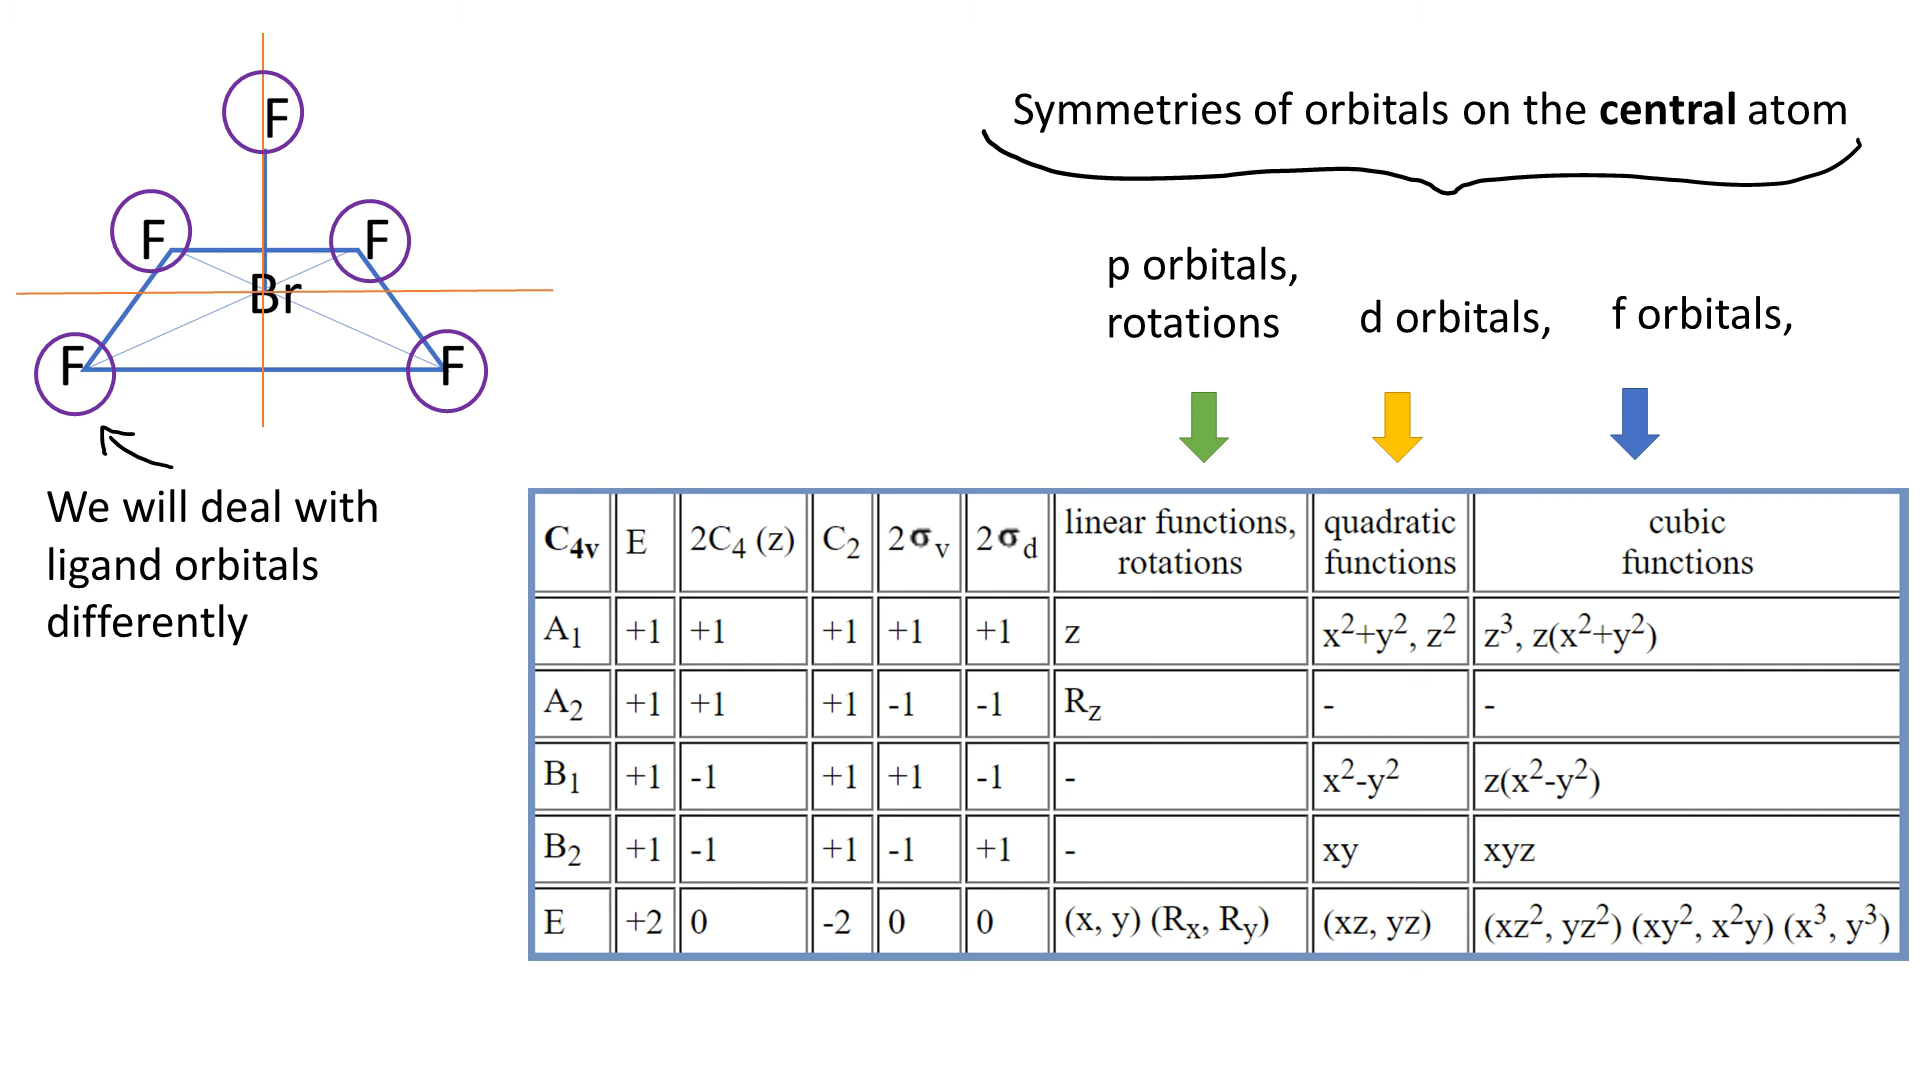 F
F F
Br
F F
We will deal with
ligand orbitals
differently
Symmetries of orbitals on the central atom
p orbitals,
rotations
d orbitals,
f orbitals,
C4v E 2C4 (z) C2 2σv 2σd linear functions, rotations quadratic functions cubic functions
A1 +1 +1 +1 +1 +1 z x²+y², z² z³, z(x²+y²)
A2 +1 +1 +1 -1 -1 Rz - -
B1 +1 -1 +1 +1 -1 - x²-y² z(x²-y²)
B2 +1 -1 +1 -1 +1 - xy xyz
E +2 0 -2 0 0 (x, y) (Rx, Ry) (xz, yz) (xz², yz²) (xy², x²y) (x³, y³)